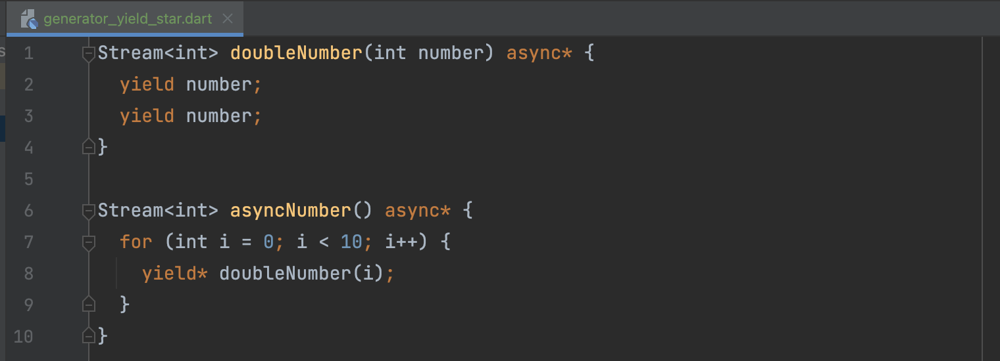 generator_yield_star.dart
s
1 Stream<int> doubleNumber(int number) async* {
2   yield number;
3   yield number;
4 }
5
6 Stream<int> asyncNumber() async* {
7   for (int i = 0; i < 10; i++) {
8     yield* doubleNumber(i);
9   }
10 }